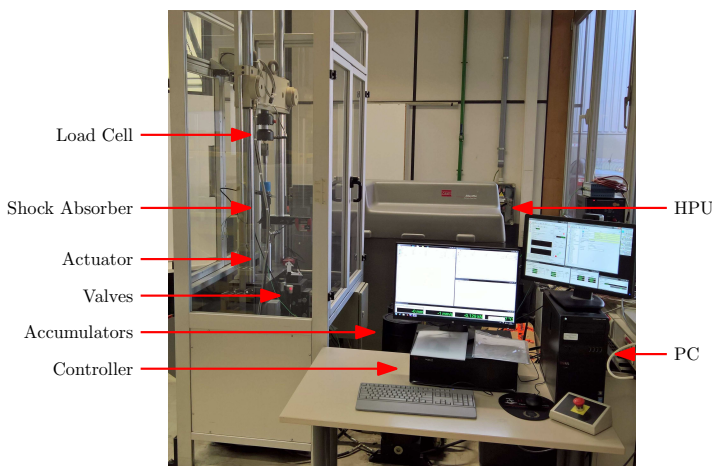 Load Cell
Shock Absorber
HPU
Actuator
Valves
Accumulators
PC
Controller